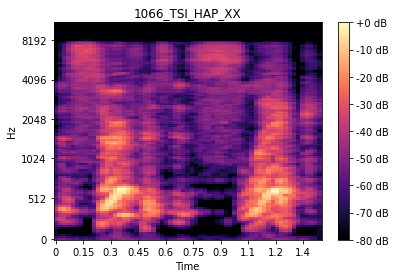 1066_TSI_HAP_XX
+0 dB
8192
-10 dB
4096
-20 dB
-30 dB
2048
Hz
-40 dB
1024
-50 dB
512
-60 dB
-70 dB
0
-80 dB
0 0.15 0.3 0.45 0.6 0.75 0.9 1.1 1.2 1.4
Time